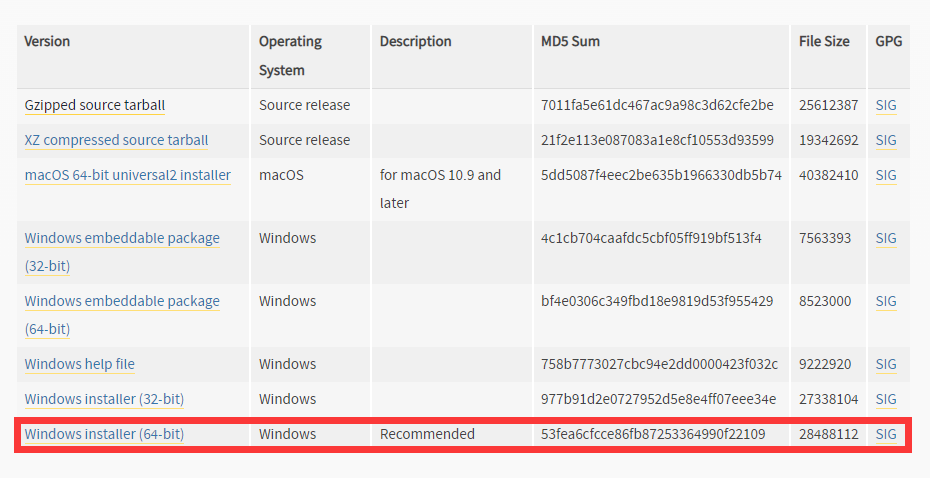 Version Operating System Description MD5 Sum File Size GPG
Gzipped source tarball Source release 7011fa5e61dc467ac9a98c3d62cfe2be 25612387 SIG
XZ compressed source tarball Source release 21f2e113e087083a1e8cf10553d93599 19342692 SIG
macOS 64-bit universal2 installer macOS for macOS 10.9 and later 5dd5087f4eec2be635b1966330db5b74 40382410 SIG
Windows embeddable package (32-bit) Windows 4c1cb704caafdc5cbf05ff919bf513f4 7563393 SIG
Windows embeddable package (64-bit) Windows bf4e0306c349fbd18e9819d53f955429 8523000 SIG
Windows help file Windows 758b7773027cbc94e2dd0000423f032c 9222920 SIG
Windows installer (32-bit) Windows 977b91d2e0727952d5e8e4ff07eee34e 27338104 SIG
Windows installer (64-bit) Windows Recommended 53fea6cfcce86fb87253364990f22109 28488112 SIG